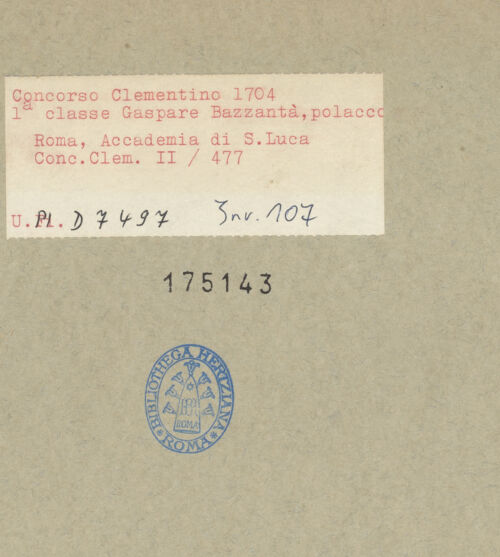 Concorso Clementino 1704
1ª classe Gaspare Bazzantà,polacco
Roma, Accademia di S.Luca
Conc.Clem. II / 477
U.Pl. D 7497 Inv. 107
175143
BIBLIOTHECA HERTZIANA
ROMA
ROMA